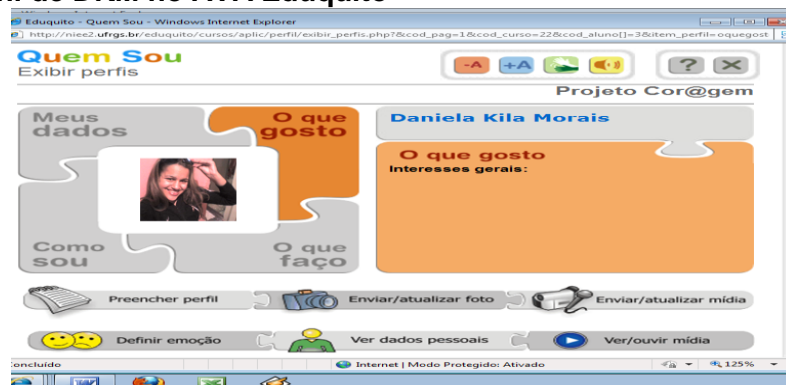 Eduquito - Quem Sou - Windows Internet Explorer
http://niee2.ufrgs.br/eduquito/cursos/aplic/perfil/exibir_perfis.php?&cod_pag=1&cod_curso=22&cod_aluno[]=3&item_perfil=oquegost
Quem Sou
Exibir perfis
-A +A
? X
Projeto Cor@gem
Meus
dados
O que
gosto
Daniela Kila Morais
O que gosto
Interesses gerais:
Como
sou
O que
faço
Preencher perfil
Enviar/atualizar foto
Enviar/atualizar mídia
Definir emoção
Ver dados pessoais
Ver/ouvir mídia
Concluído
Internet | Modo Protegido: Ativado
125%